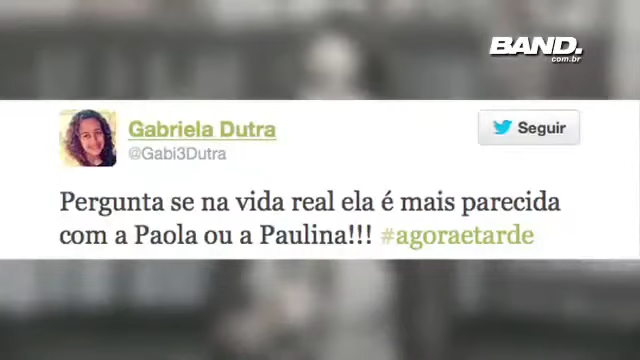 BAND.
com.br
Gabriela Dutra
@Gabi3Dutra
Seguir
Pergunta se na vida real ela é mais parecida
com a Paola ou a Paulina!!! #agoraetarde